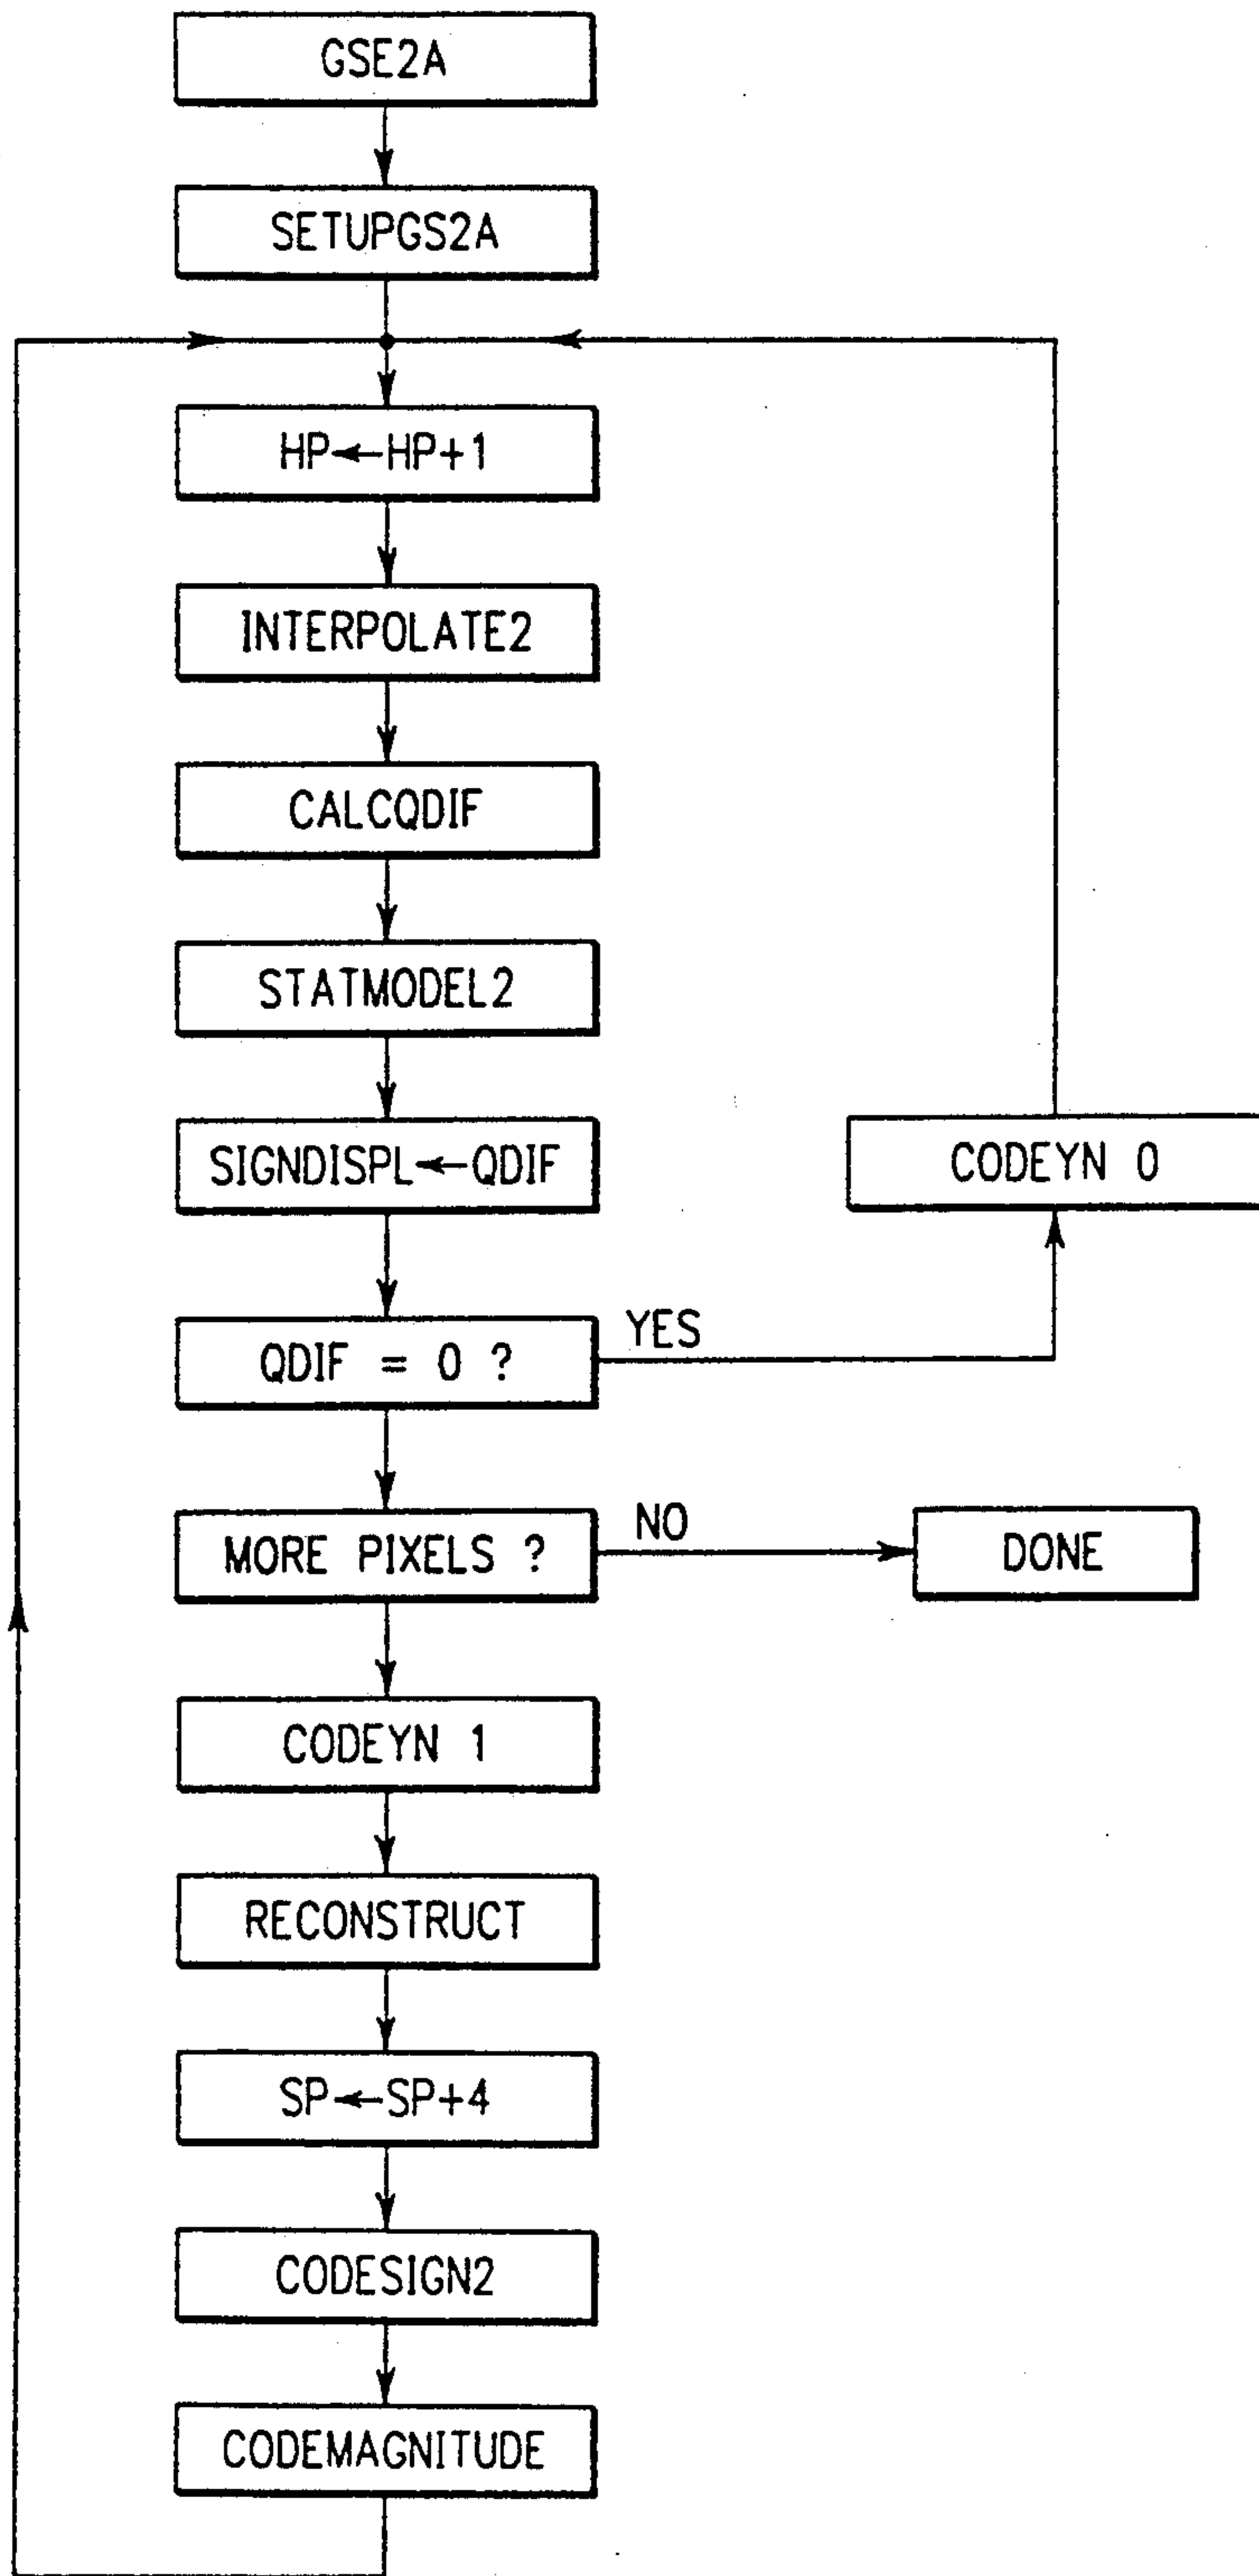 GSE2A
SETUPGS2A
HP←HP+1
INTERPOLATE2
CALCQDIF
STATMODEL2
SIGNDISPL←QDIF
CODEYN 0
QDIF = 0 ?
YES
MORE PIXELS ?
NO
DONE
CODEYN 1
RECONSTRUCT
SP←SP+4
CODESIGN2
CODEMAGNITUDE